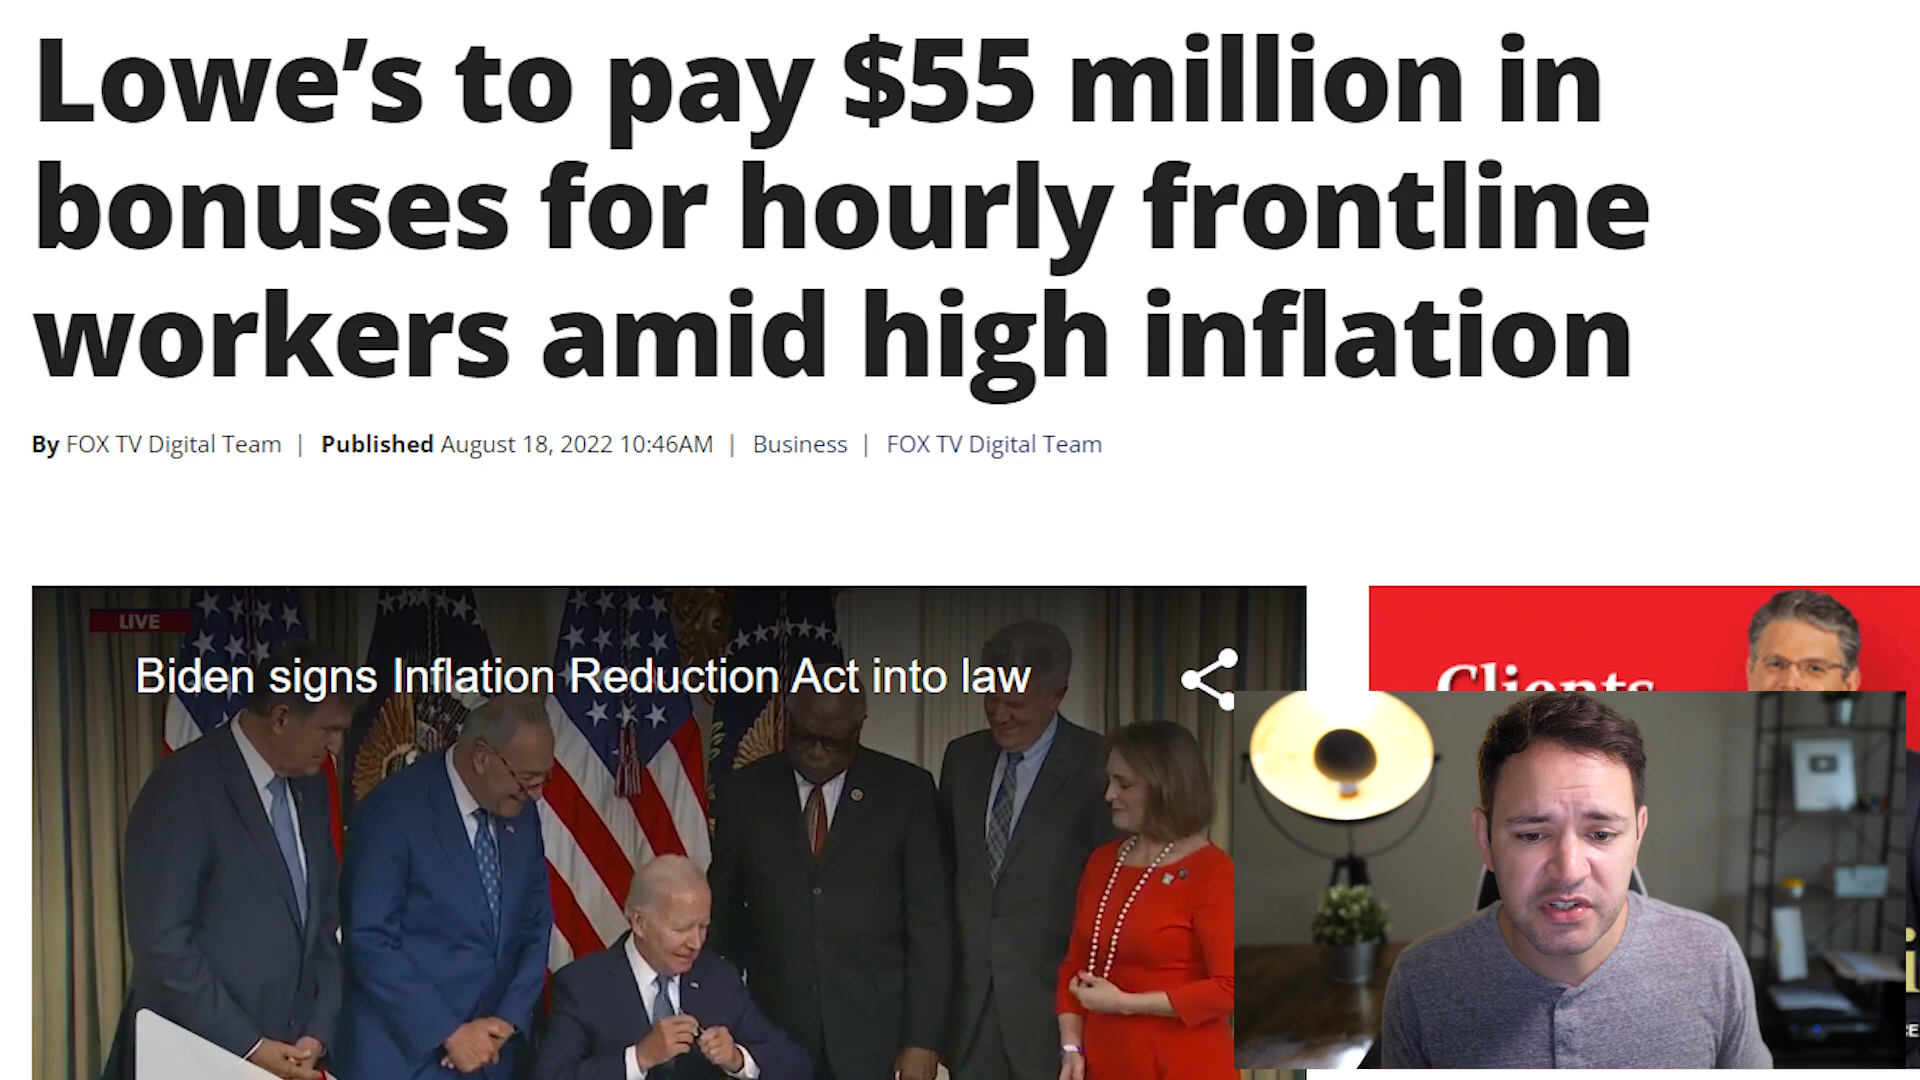 Lowe’s to pay $55 million in
bonuses for hourly frontline
workers amid high inflation
By FOX TV Digital Team | Published August 18, 2022 10:46AM | Business | FOX TV Digital Team
LIVE
Biden signs Inflation Reduction Act into law
Clients